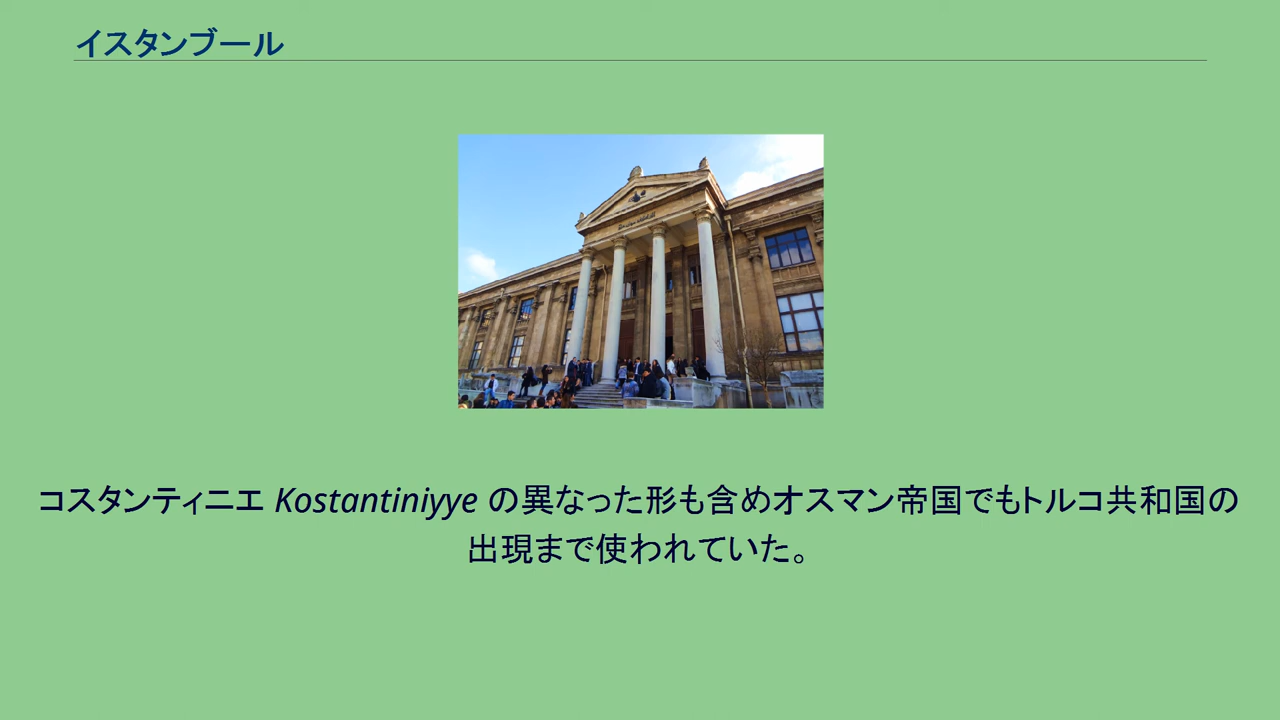 イスタンブール
コスタンティニエ Kostantiniyye の異なった形も含めオスマン帝国でもトルコ共和国の
出現まで使われていた。